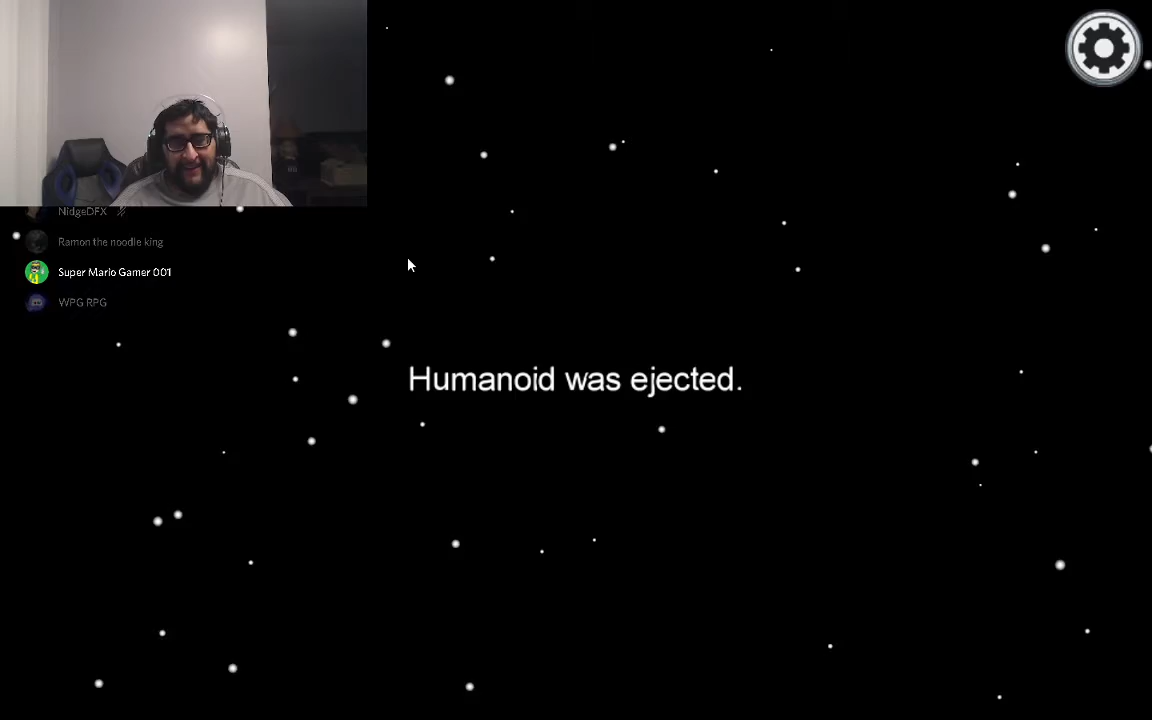 NidgeDFX
Ramon the noodle king
Super Mario Gamer 001
WPG RPG
Humanoid was ejected.